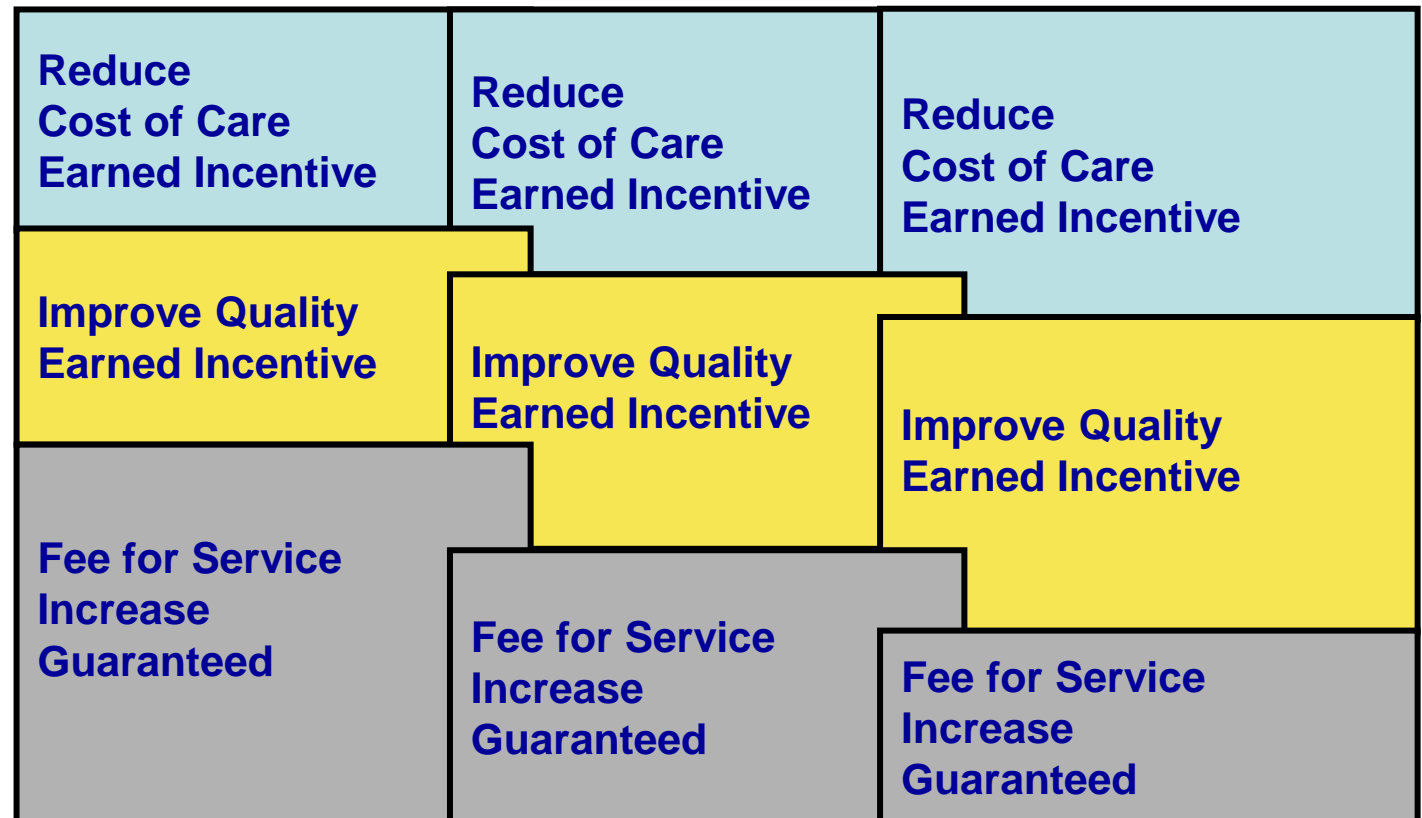 Reduce
Cost of Care
Earned Incentive
Improve Quality
Earned Incentive
Fee for Service
Increase
Guaranteed
Reduce
Cost of Care
Earned Incentive
Improve Quality
Earned Incentive
Fee for Service
Increase
Guaranteed
Reduce
Cost of Care
Earned Incentive
Improve Quality
Earned Incentive
Fee for Service
Increase
Guaranteed